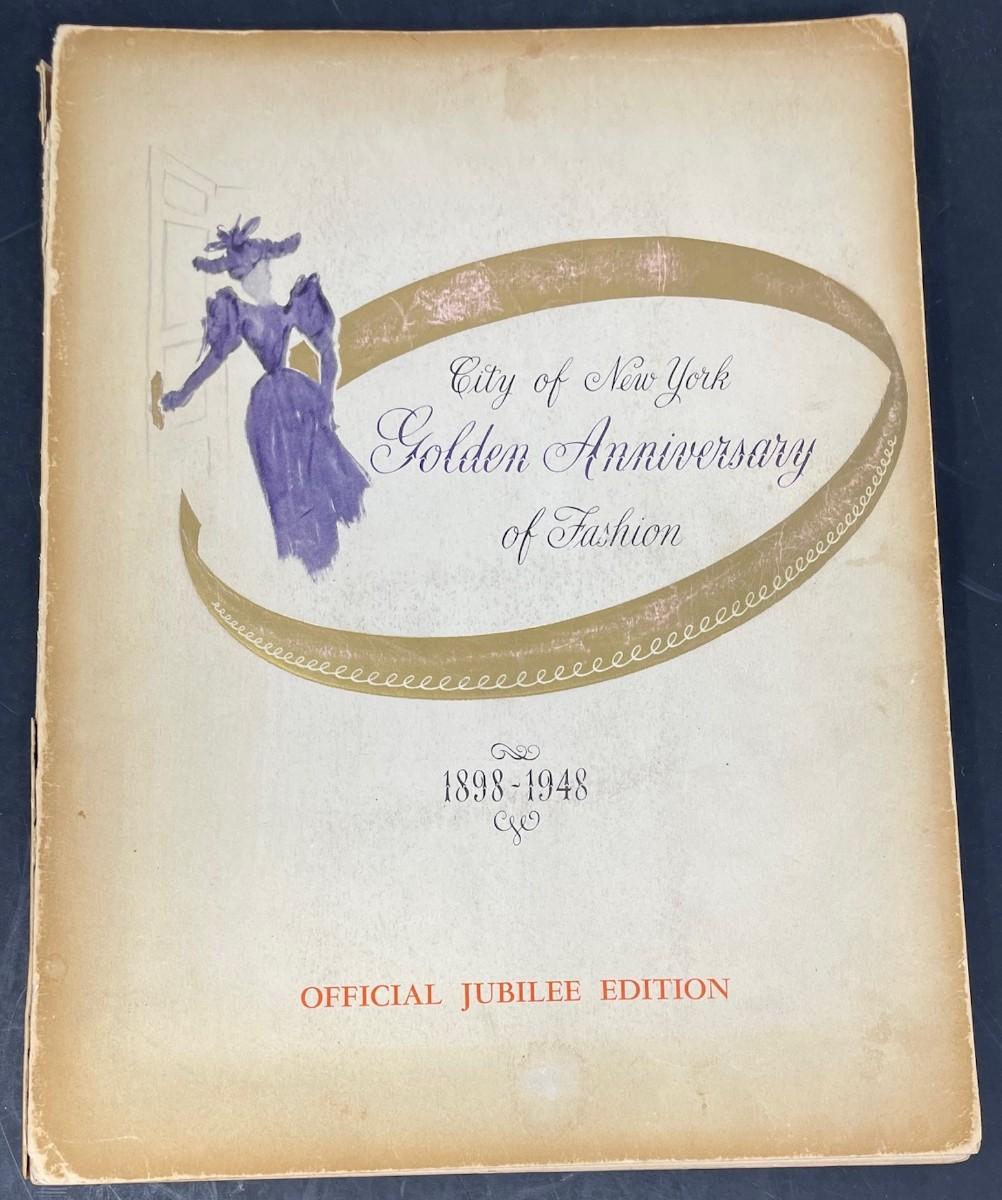 City of New York
Golden Anniversary
of Fashion
1898-1948
OFFICIAL JUBILEE EDITION